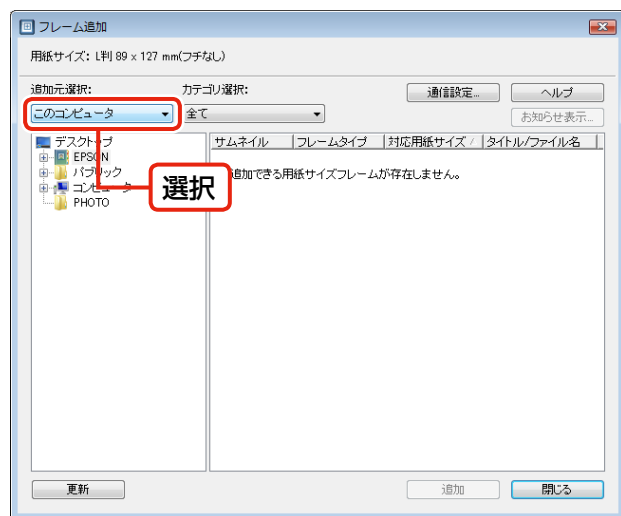 フレーム追加
用紙サイズ: L判 89 x 127 mm(フチなし)
追加元選択: カテゴリ選択: 通信設定... ヘルプ
このコンピュータ 全て お知らせ表示...
デスクトップ サムネイル フレームタイプ 対応用紙サイズ タイトル/ファイル名
EPSON
パブリック 追加できる用紙サイズフレームが存在しません。
コンピュータ 選択
PHOTO
更新 追加 閉じる